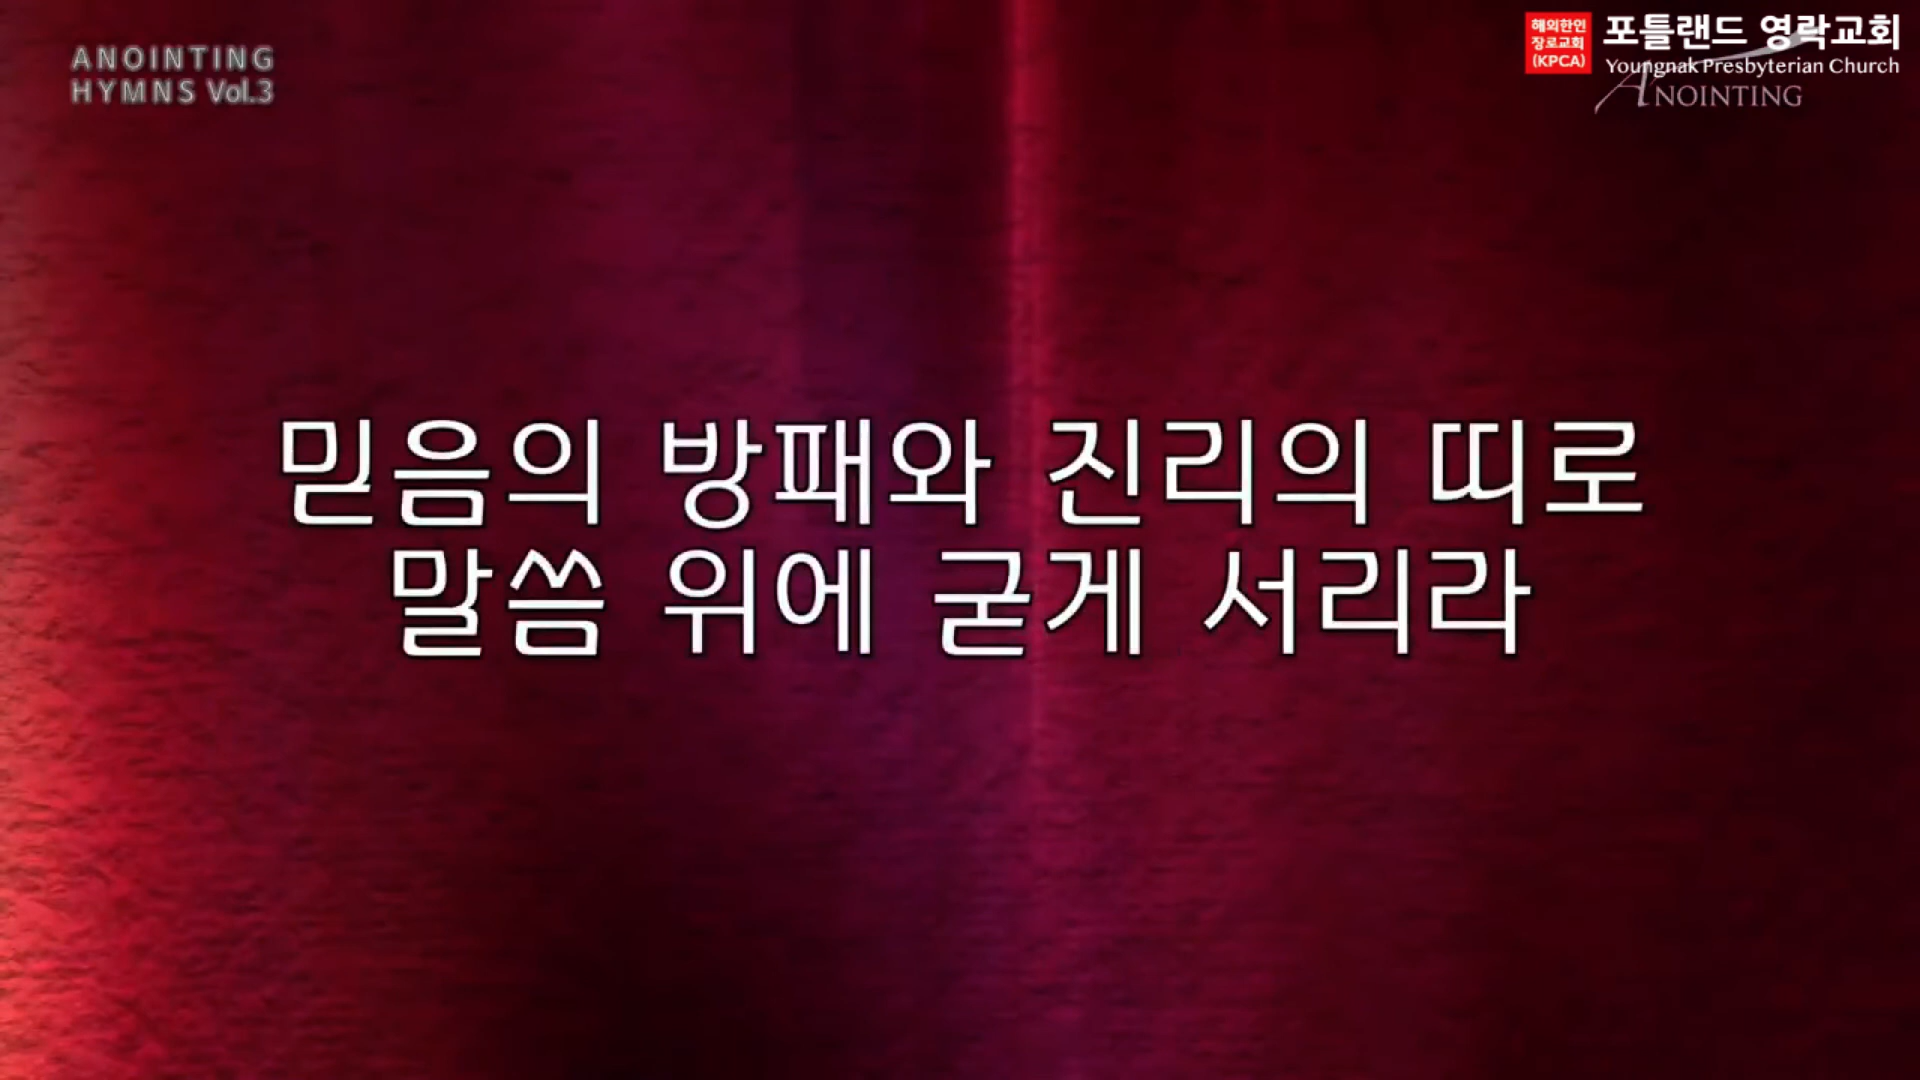 ANOINTING
HYMNS Vol.3
해외한인
장로교회
(KPCA)
포틀랜드 영락교회
Youngnak Presbyterian Church
ANOINTING
믿음의 방패와 진리의 띠로
말씀 위에 굳게 서리라